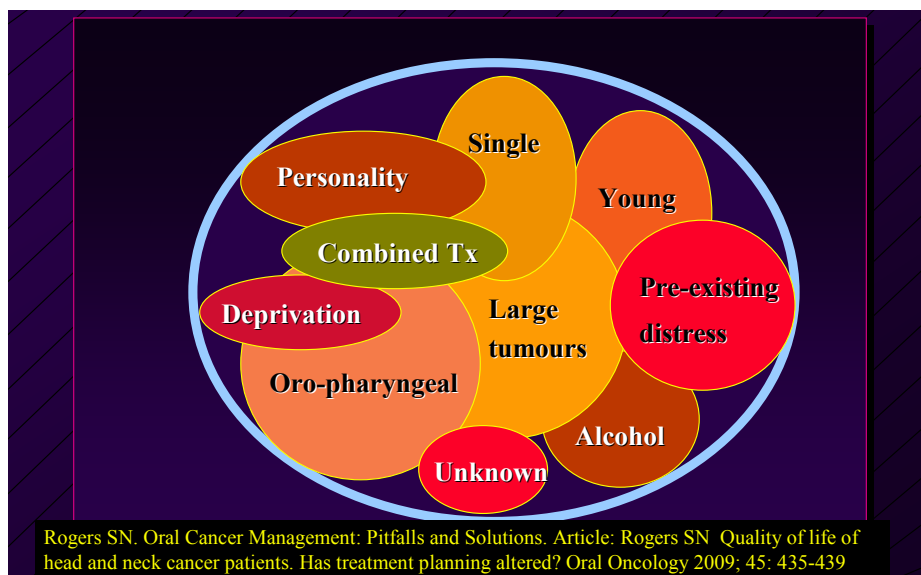 Single
Personality
Young
Combined Tx
Pre-existing
distress
Deprivation
Large
tumours
Oro-pharyngeal
Alcohol
Unknown
Rogers SN. Oral Cancer Management: Pitfalls and Solutions. Article: Rogers SN  Quality of life of
head and neck cancer patients. Has treatment planning altered? Oral Oncology 2009; 45: 435-439